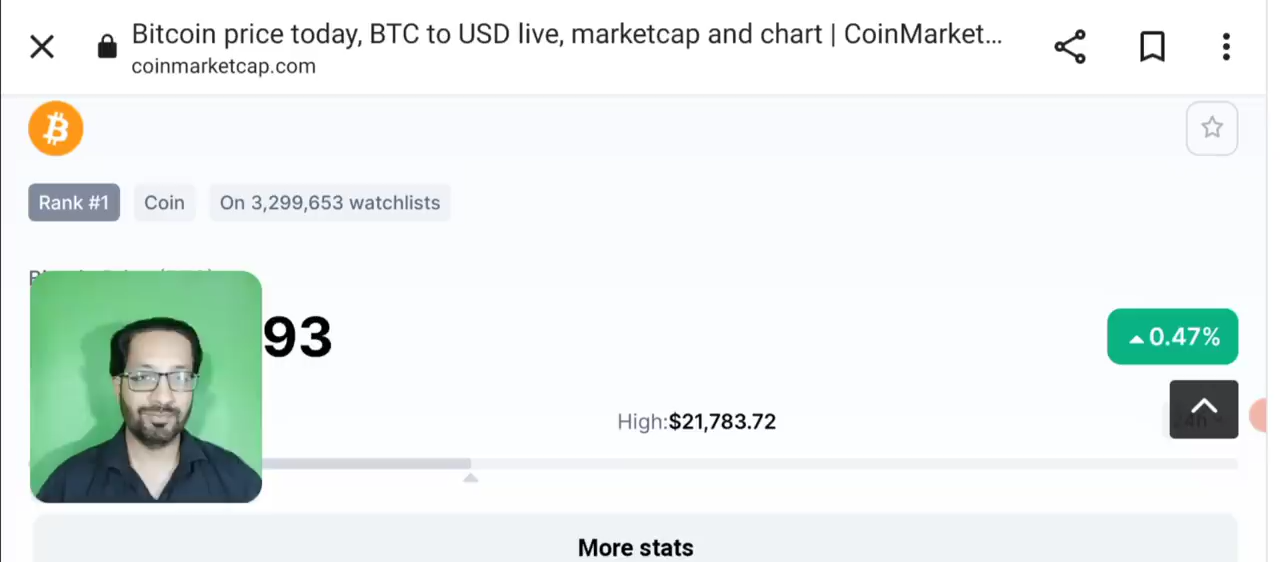 Bitcoin price today, BTC to USD live, marketcap and chart | CoinMarket...
coinmarketcap.com
Rank #1
Coin
On 3,299,653 watchlists
93
0.47%
High:$21,783.72
More stats